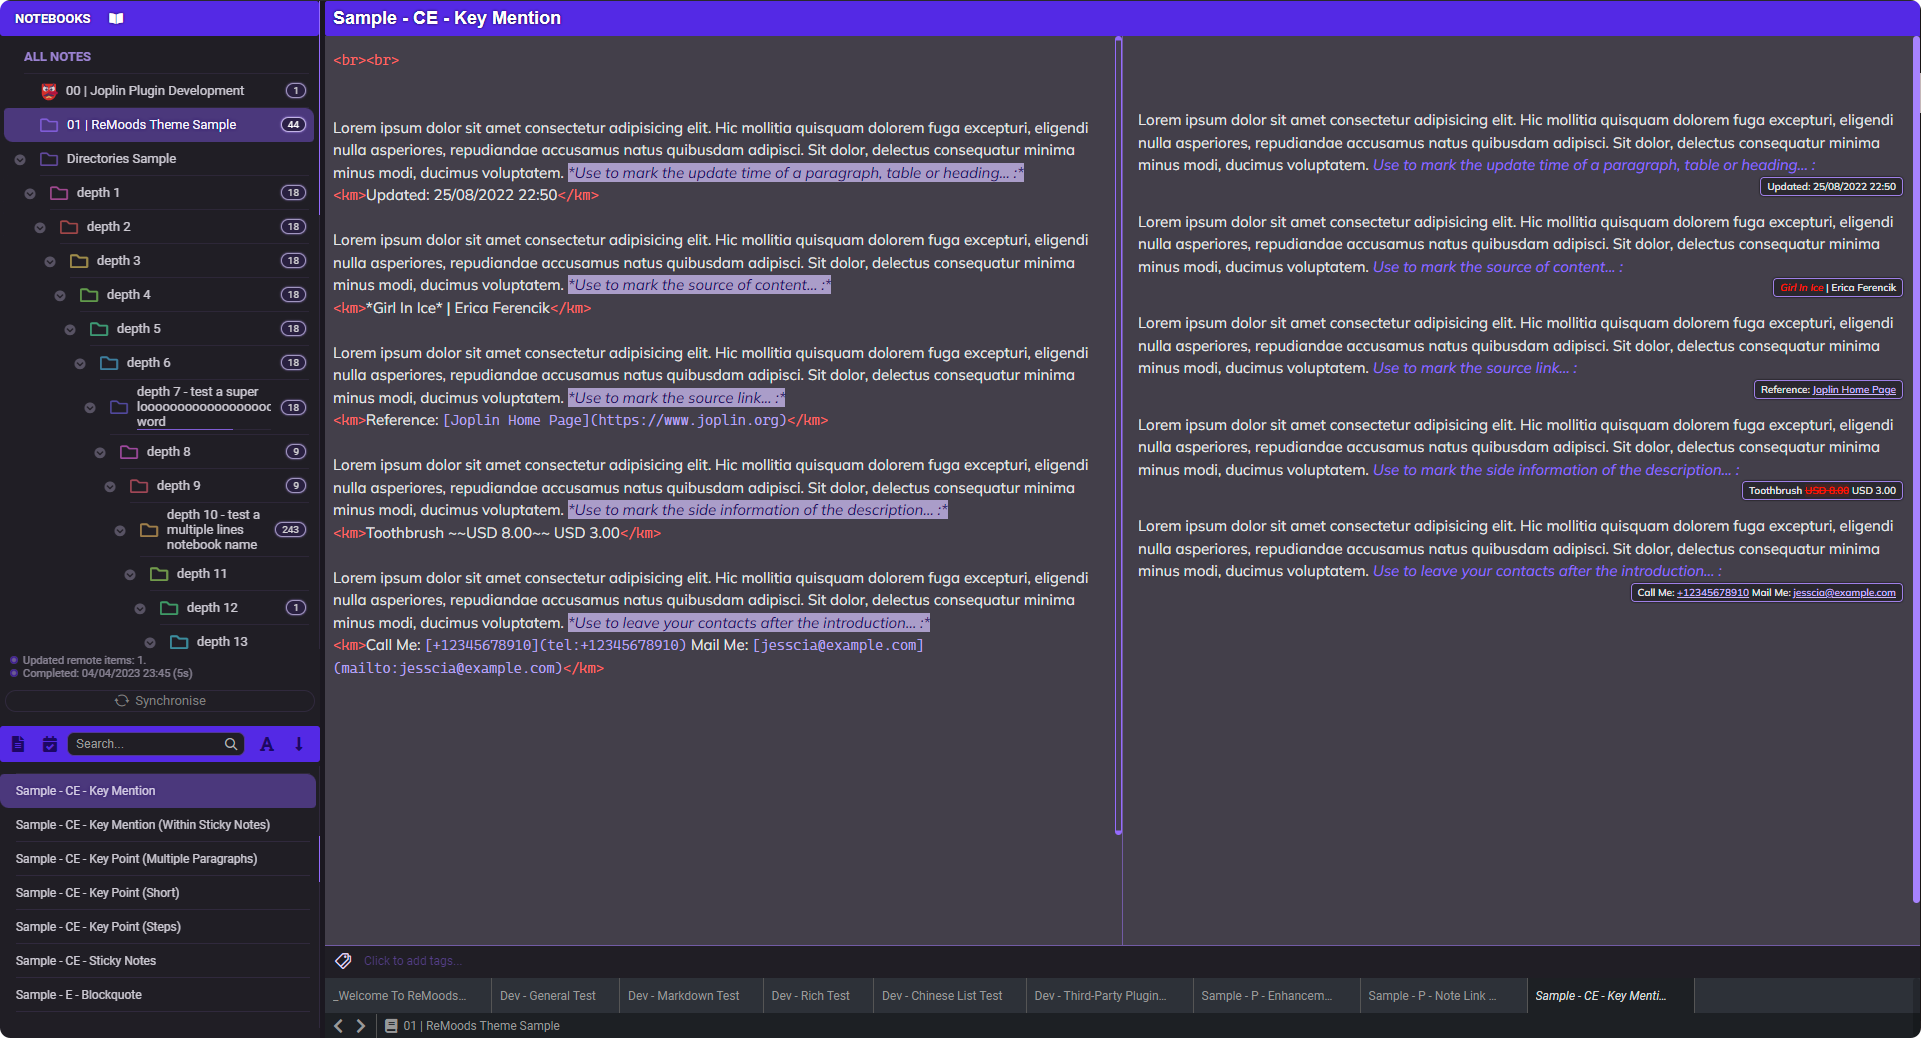 NOTEBOOKS
ALL NOTES
00 | Joplin Plugin Development 1
01 | ReMoods Theme Sample 44
Directories Sample
depth 1 18
depth 2 18
depth 3 18
depth 4 18
depth 5 18
depth 6 18
depth 7 - test a super
looooooooooooooooooc 18
word
depth 8 9
depth 9 9
depth 10 - test a
multiple lines 243
notebook name
depth 11
depth 12 1
depth 13
Updated remote items: 1.
Completed: 04/04/2023 23:45 (5s)
Synchronise
Search... A
Sample - CE - Key Mention
Sample - CE - Key Mention (Within Sticky Notes)
Sample - CE - Key Point (Multiple Paragraphs)
Sample - CE - Key Point (Short)
Sample - CE - Key Point (Steps)
Sample - CE - Sticky Notes
Sample - E - Blockquote
Sample - CE - Key Mention
<br><br>
Lorem ipsum dolor sit amet consectetur adipisicing elit. Hic mollitia quisquam dolorem fuga excepturi, eligendi
nulla asperiores, repudiandae accusamus natus quibusdam adipisci. Sit dolor, delectus consequatur minima
minus modi, ducimus voluptatem. *Use to mark the update time of a paragraph, table or heading... :*
<km>Updated: 25/08/2022 22:50</km>
Lorem ipsum dolor sit amet consectetur adipisicing elit. Hic mollitia quisquam dolorem fuga excepturi, eligendi
nulla asperiores, repudiandae accusamus natus quibusdam adipisci. Sit dolor, delectus consequatur minima
minus modi, ducimus voluptatem. *Use to mark the source of content... :*
<km>*Girl In Ice* | Erica Ferencik</km>
Lorem ipsum dolor sit amet consectetur adipisicing elit. Hic mollitia quisquam dolorem fuga excepturi, eligendi
nulla asperiores, repudiandae accusamus natus quibusdam adipisci. Sit dolor, delectus consequatur minima
minus modi, ducimus voluptatem. *Use to mark the source link... :*
<km>Reference: [Joplin Home Page](https://www.joplin.org)</km>
Lorem ipsum dolor sit amet consectetur adipisicing elit. Hic mollitia quisquam dolorem fuga excepturi, eligendi
nulla asperiores, repudiandae accusamus natus quibusdam adipisci. Sit dolor, delectus consequatur minima
minus modi, ducimus voluptatem. *Use to mark the side information of the description... :*
<km>Toothbrush ~~USD 8.00~~ USD 3.00</km>
Lorem ipsum dolor sit amet consectetur adipisicing elit. Hic mollitia quisquam dolorem fuga excepturi, eligendi
nulla asperiores, repudiandae accusamus natus quibusdam adipisci. Sit dolor, delectus consequatur minima
minus modi, ducimus voluptatem. *Use to leave your contacts after the introduction... :*
<km>Call Me: [+12345678910](tel:+12345678910) Mail Me: [jesscia@example.com]
(mailto:jesscia@example.com)</km>
Lorem ipsum dolor sit amet consectetur adipisicing elit. Hic mollitia quisquam dolorem fuga excepturi, eligendi
nulla asperiores, repudiandae accusamus natus quibusdam adipisci. Sit dolor, delectus consequatur minima
minus modi, ducimus voluptatem. Use to mark the update time of a paragraph, table or heading... :
Updated: 25/08/2022 22:50
Lorem ipsum dolor sit amet consectetur adipisicing elit. Hic mollitia quisquam dolorem fuga excepturi, eligendi
nulla asperiores, repudiandae accusamus natus quibusdam adipisci. Sit dolor, delectus consequatur minima
minus modi, ducimus voluptatem. Use to mark the source of content... :
Girl In Ice | Erica Ferencik
Lorem ipsum dolor sit amet consectetur adipisicing elit. Hic mollitia quisquam dolorem fuga excepturi, eligendi
nulla asperiores, repudiandae accusamus natus quibusdam adipisci. Sit dolor, delectus consequatur minima
minus modi, ducimus voluptatem. Use to mark the source link... :
Reference: Joplin Home Page
Lorem ipsum dolor sit amet consectetur adipisicing elit. Hic mollitia quisquam dolorem fuga excepturi, eligendi
nulla asperiores, repudiandae accusamus natus quibusdam adipisci. Sit dolor, delectus consequatur minima
minus modi, ducimus voluptatem. Use to mark the side information of the description... :
Toothbrush USD 8.00 USD 3.00
Lorem ipsum dolor sit amet consectetur adipisicing elit. Hic mollitia quisquam dolorem fuga excepturi, eligendi
nulla asperiores, repudiandae accusamus natus quibusdam adipisci. Sit dolor, delectus consequatur minima
minus modi, ducimus voluptatem. Use to leave your contacts after the introduction... :
Call Me: +12345678910 Mail Me: jesscia@example.com
Click to add tags...
_Welcome To ReMoods... Dev - General Test Dev - Markdown Test Dev - Rich Test Dev - Chinese List Test Dev - Third-Party Plugin... Sample - P - Enhancem... Sample - P - Note Link ... Sample - CE - Key Menti...
01 | ReMoods Theme Sample